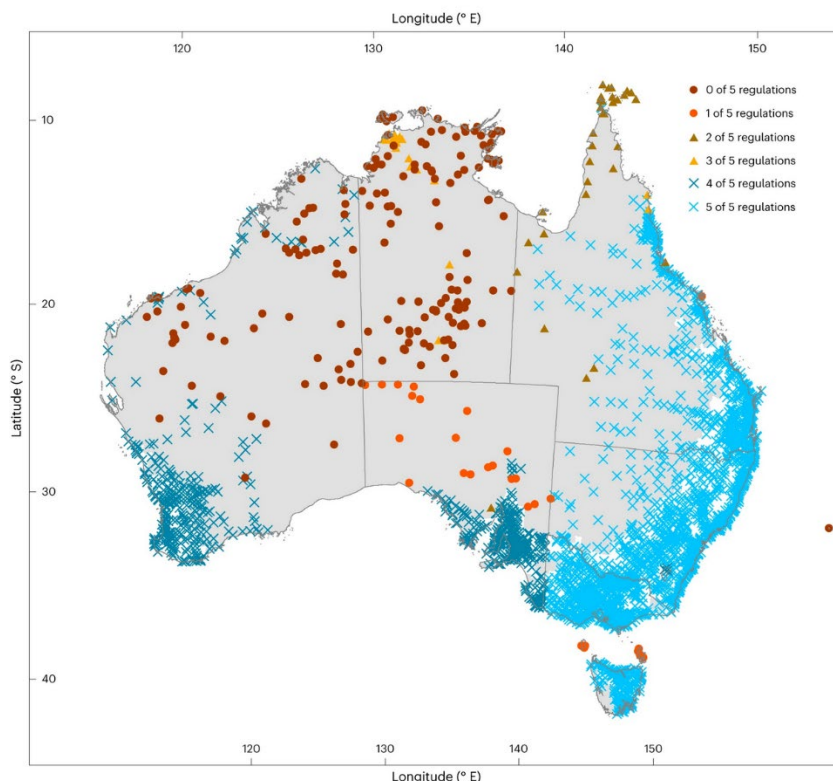 Longitude (° E)
120 130 140 150
0 of 5 regulations
1 of 5 regulations
2 of 5 regulations
3 of 5 regulations
4 of 5 regulations
5 of 5 regulations
10
20
30
40
Latitude (° S)
120 130 140 150
Longitude (° E)